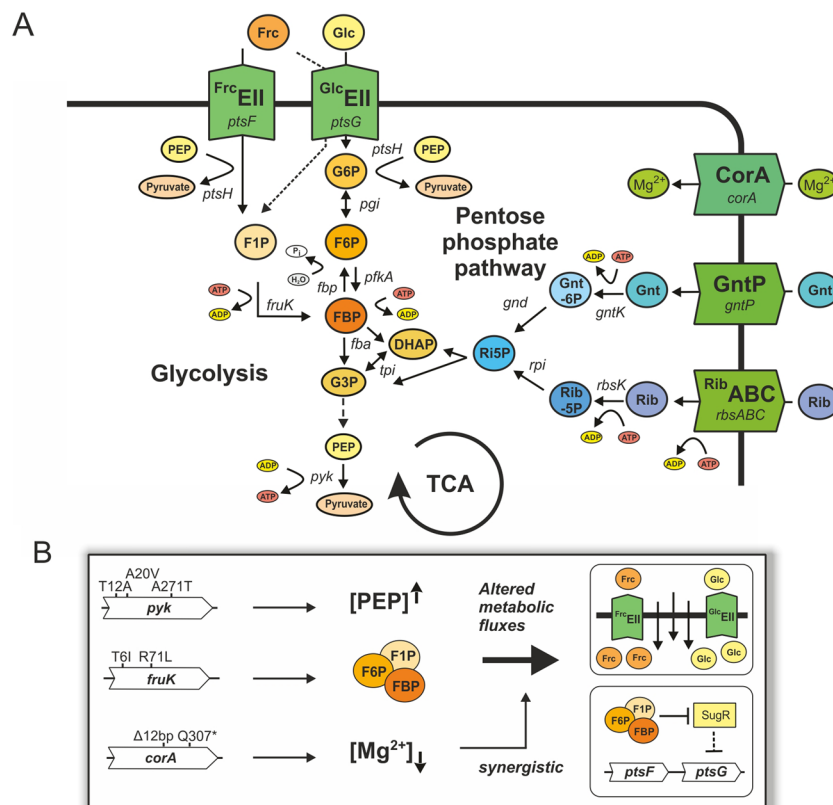 A
Frc
Glc
Frc EII
ptsF
Glc EII
ptsG
PEP
Pyruvate
ptsH
ptsH
PEP
Pyruvate
G6P
pgi
CorA
corA
Mg2+
Mg2+
Pentose
phosphate
pathway
F1P
F6P
Pi
H2O
fbp
pfkA
ATP
ADP
fruK
FBP
ATP
ADP
ADP
ATP
Gnt
-6P
gntK
Gnt
GntP
gntP
Gnt
gnd
fba
DHAP
Ri5P
Glycolysis
G3P
tpi
rpi
Rib
-5P
rbsK
Rib
Rib ABC
rbsABC
Rib
ADP
ATP
ADP
ATP
PEP
ADP
ATP
pyk
Pyruvate
TCA
B
T12A
A20V
A271T
pyk
[PEP]
Altered
metabolic
fluxes
Frc
Glc
Frc EII
Glc EII
Frc
Frc
Glc
Glc
T6I R71L
fruK
F1P
F6P
FBP
F1P
F6P
FBP
SugR
Δ12bp Q307*
corA
[Mg2+]
synergistic
ptsF
ptsG